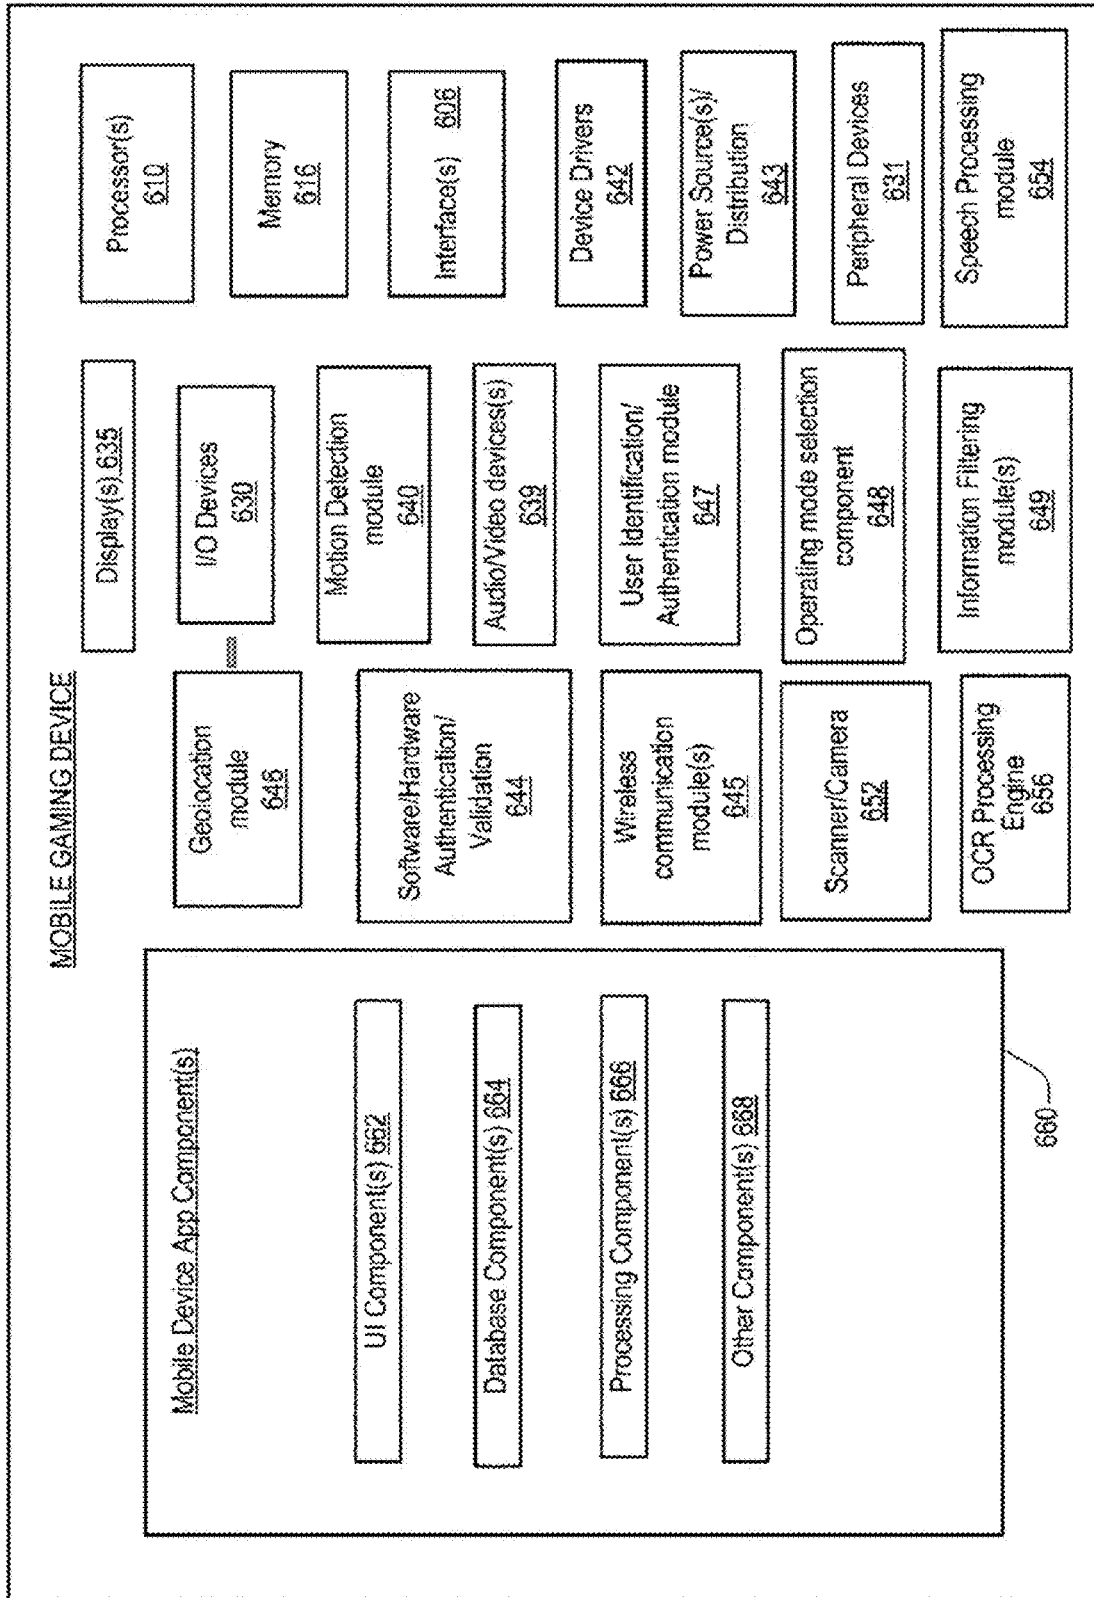 MOBILE GAMING DEVICE
Mobile Device App Component(s)
UI Component(s) 662
Database Component(s) 664
Processing Component(s) 666
Other Component(s) 668
660
Geolocation
module
646
Software/Hardware
Authentication/
Validation
644
Wireless
communication
module(s)
645
Scanner/Camera
652
OCR Processing
Engine
656
Display(s) 635
I/O Devices
630
Motion Detection
module
640
Audio/Video devices(s)
639
User Identification/
Authentication module
647
Operating mode selection
component
648
Information Filtering
module(s)
649
Processor(s)
610
Memory
616
Interface(s) 606
Device Drivers
642
Power Source(s)/
Distribution
643
Peripheral Devices
631
Speech Processing
module
654